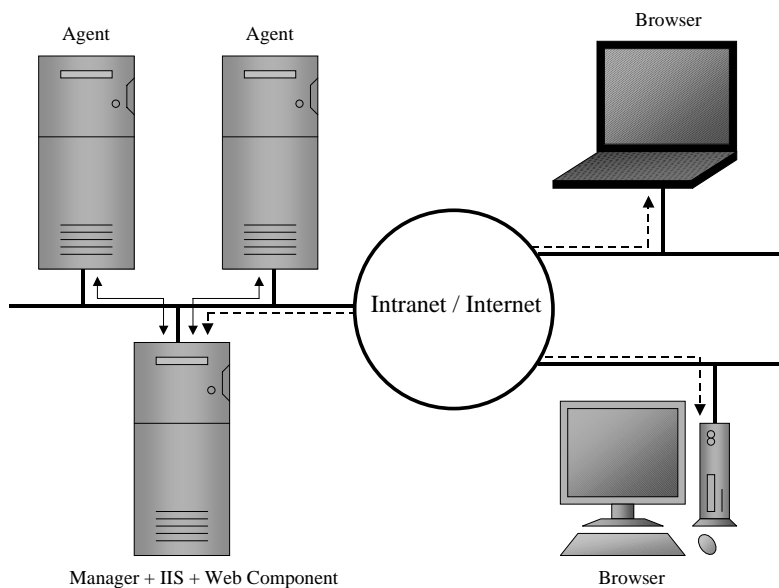 Agent
Agent
Browser
Intranet / Internet
Manager + IIS + Web Component
Browser